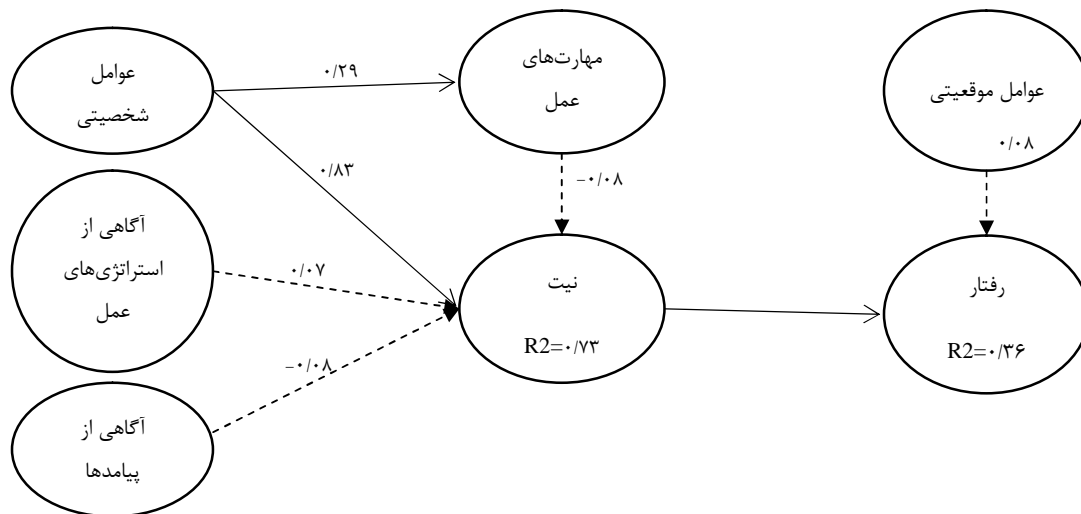 عوامل
شخصیتی
۰/۲۹
مهارت‌های
عمل
عوامل موقعیتی
۰/۰۸
۰/۸۳
−۰/۰۸
آگاهی از
استراتژی‌های
عمل
۰/۰۷
نیت
R2=۰/۷۳
رفتار
R2=۰/۳۶
−۰/۰۸
آگاهی از
پیامدها